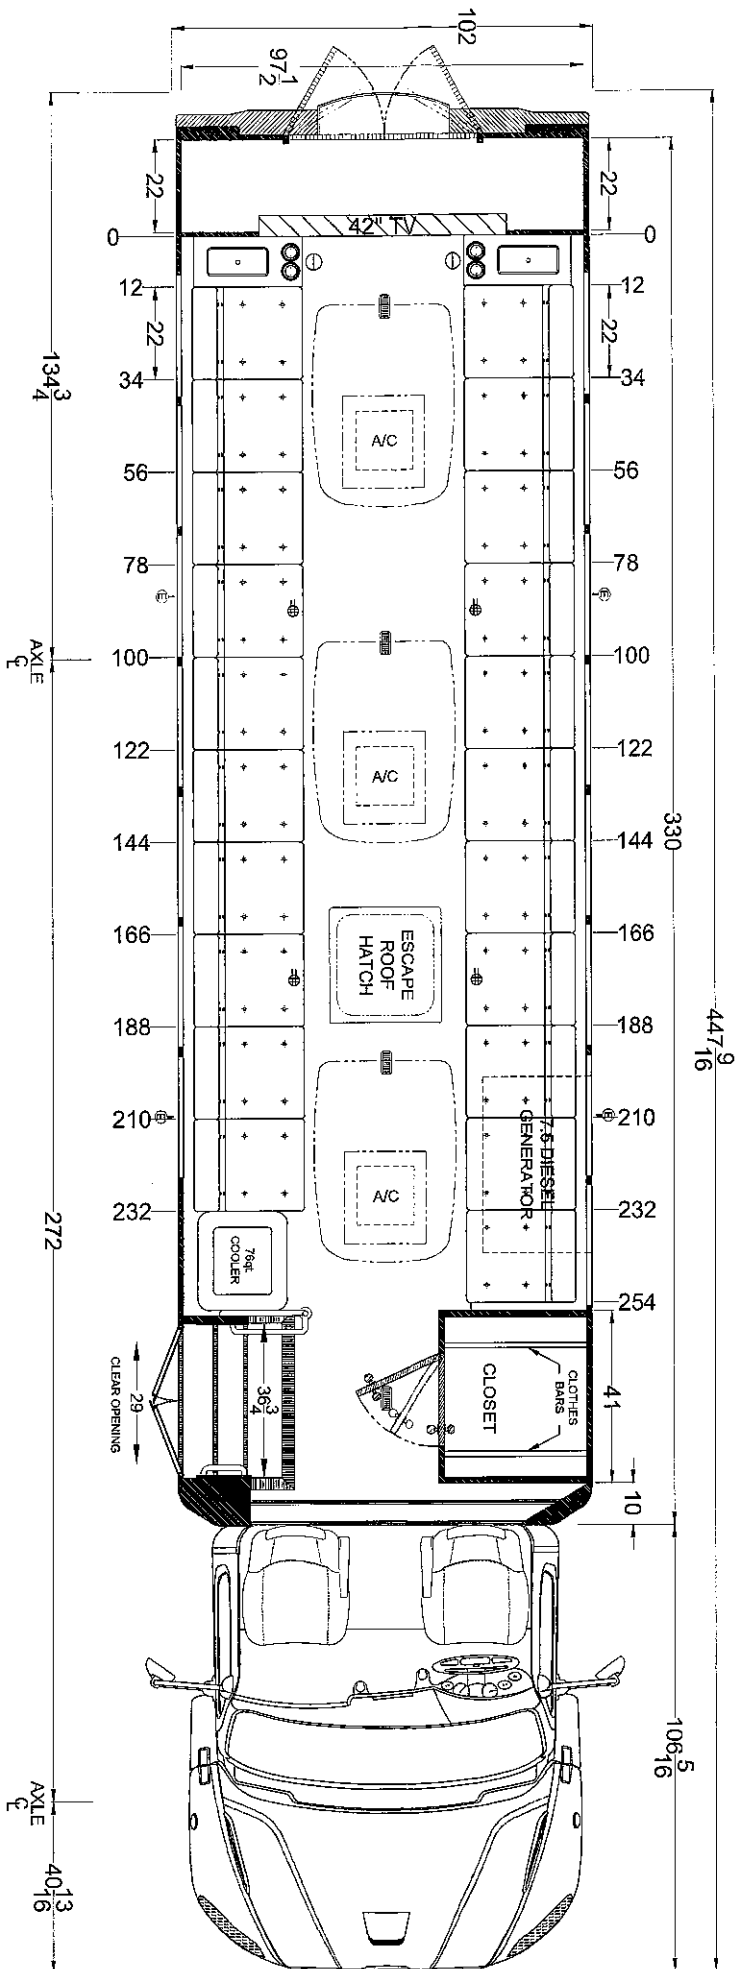 102
97 1/2
22
22
42" TV
0
0
12
12
22
22
34
34
134 3/4
A/C
56
56
78
78
E
E
AXLE
C
L
100
100
122
122
A/C
330
144
144
166
166
ESCAPE
ROOF
HATCH
188
188
447 9/16
210
210
E
E
7.5 DIESEL
GENERATOR
A/C
232
232
272
76qt.
COOLER
254
CLEAR OPENING
29
36 3/4
CLOSET
CLOTHES
BARS
41
10
106 5/16
AXLE
C
L
40 13/16